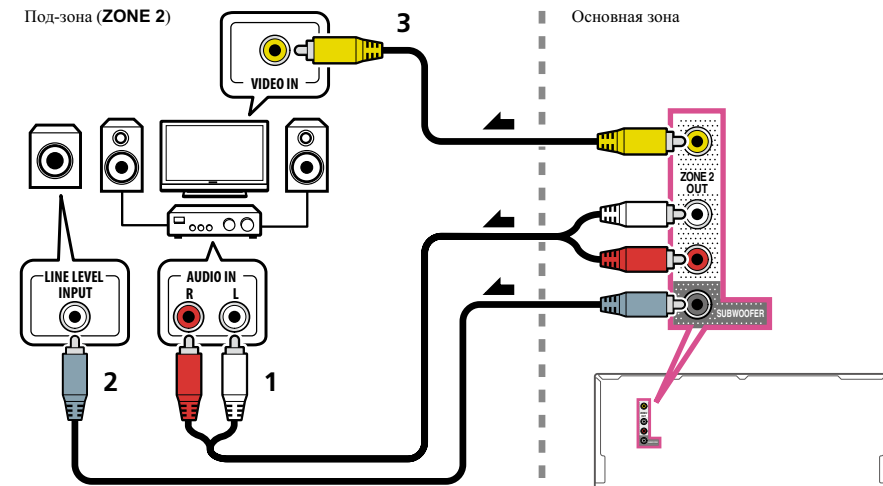 Под-зона (ZONE 2)
3
Основная зона
VIDEO IN
ZONE 2
OUT
LINE LEVEL
INPUT
AUDIO IN
R L
SUBWOOFER
2
1